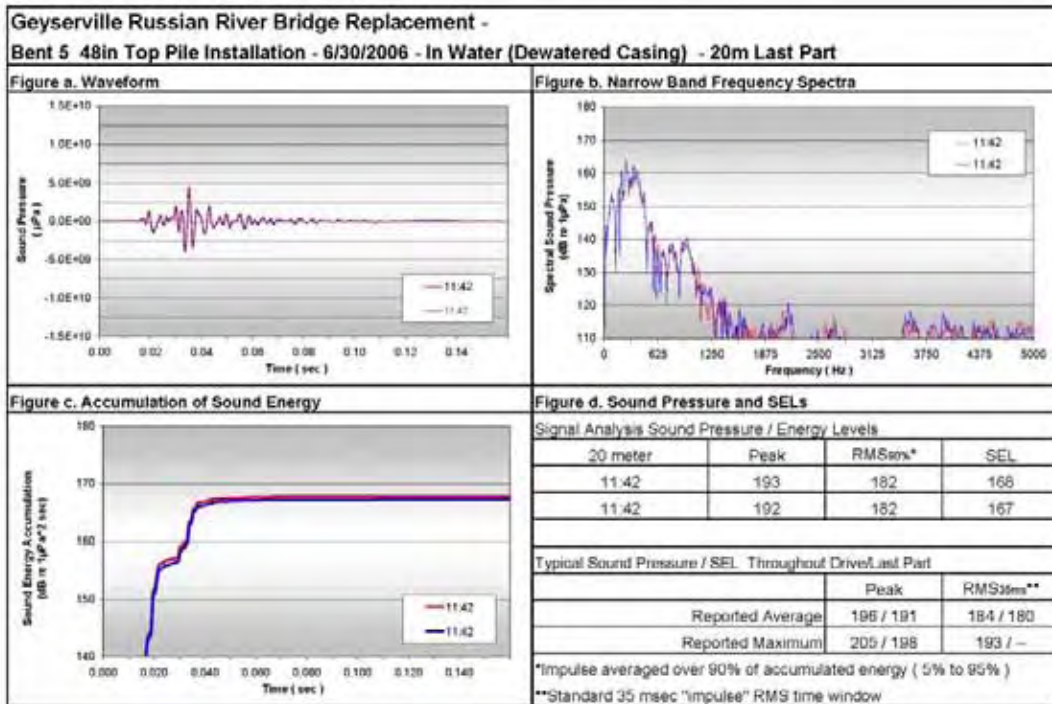 Geyserville Russian River Bridge Replacement -
Bent 5 48in Top Pile Installation - 6/30/2006 - In Water (Dewatered Casing) - 20m Last Part
Figure a. Waveform
1.5E+10
1.0E+10
5.0E+09
0.0E+00
-5.0E+09
-1.0E+10
-1.5E+10
Sound Pressure
( µPa )
0.00 0.02 0.04 0.06 0.08 0.10 0.12 0.14
Time ( sec )
11:42
11:42
Figure b. Narrow Band Frequency Spectra
180
170
160
150
140
130
120
110
Spectral Sound Pressure
(dB re 1µPa)
0 625 1250 1875 2500 3125 3750 4375 5000
Frequency ( Hz )
11:42
11:42
Figure c. Accumulation of Sound Energy
180
170
160
150
140
Sound Energy Accumulation
(dB re 1µPa^2 sec)
0.000 0.020 0.040 0.060 0.080 0.100 0.120 0.140
Time ( sec )
11:42
11:42
Figure d. Sound Pressure and SELs
Signal Analysis Sound Pressure / Energy Levels
20 meter Peak RMS90%* SEL
11:42 193 182 168
11:42 192 182 167
Typical Sound Pressure / SEL Throughout Drive/Last Part
Peak RMS35ms**
Reported Average 196 / 191 184 / 180
Reported Maximum 205 / 198 193 / --
*Impulse averaged over 90% of accumulated energy ( 5% to 95% )
**Standard 35 msec "impulse" RMS time window